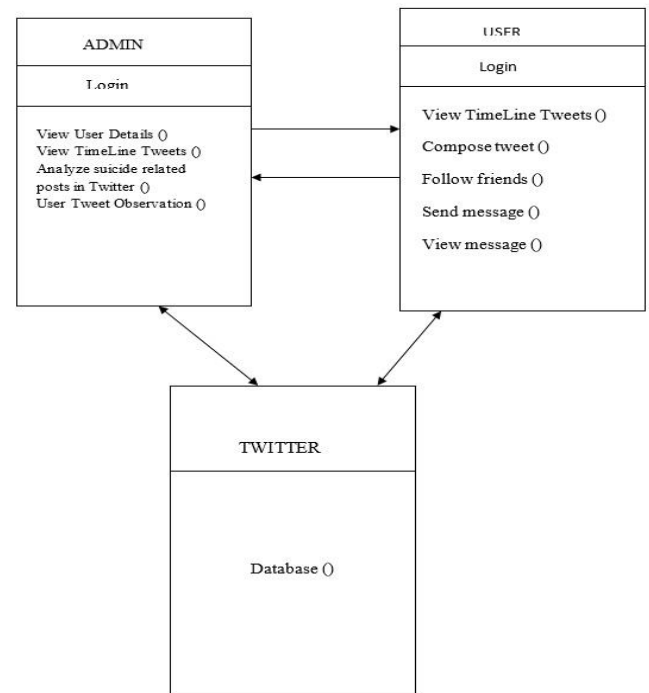 ADMIN
Login
View User Details ()
View TimeLine Tweets ()
Analyze suicide related
posts in Twitter ()
User Tweet Observation ()
USER
Login
View TimeLine Tweets ()
Compose tweet ()
Follow friends ()
Send message ()
View message ()
TWITTER
Database ()